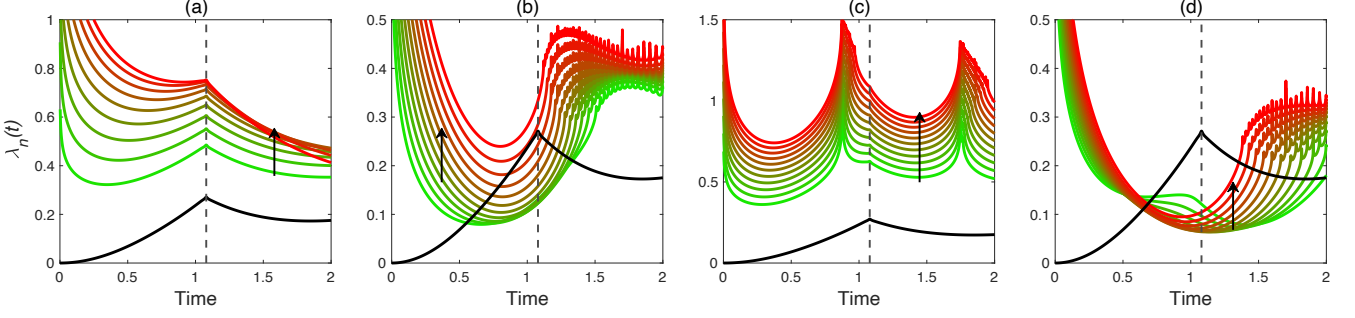 (a) (b) (c) (d)
1 0.5 1.5 0.5
0.8 0.4 0.4
0.6 0.3 1 0.3
0.4 0.2 0.2
0.5
0.2 0.1 0.1
0 0 0 0
λn(t)
0 0.5 1 1.5 2 0 0.5 1 1.5 2 0 0.5 1 1.5 2 0 0.5 1 1.5 2
Time Time Time Time